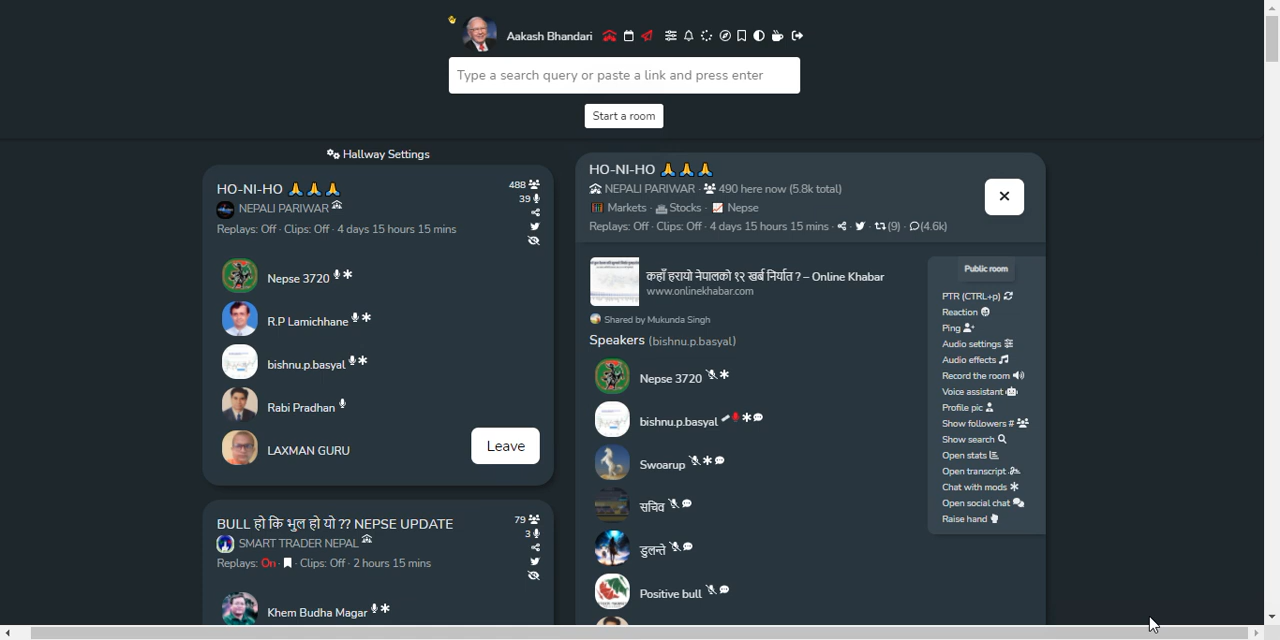 Aakash Bhandari
Type a search query or paste a link and press enter
Start a room
Hallway Settings
HO-NI-HO 🙏 🙏 🙏
488
39
NEPALI PARIWAR
Replays: Off · Clips: Off · 4 days 15 hours 15 mins
Nepse 3720
R.P Lamichhane
bishnu.p.basyal
Rabi Pradhan
LAXMAN GURU
Leave
BULL हो कि भुल हो यो ?? NEPSE UPDATE
79
3
SMART TRADER NEPAL
Replays: On · Clips: Off · 2 hours 15 mins
Khem Budha Magar
HO-NI-HO 🙏 🙏 🙏
NEPALI PARIWAR · 490 here now (5.8k total)
Markets · Stocks · Nepse
Replays: Off · Clips: Off · 4 days 15 hours 15 mins · (9) · (4.6k)
कहाँ हरायो नेपालको १२ खर्ब निर्यात ? – Online Khabar
www.onlinekhabar.com
Shared by Mukunda Singh
Speakers (bishnu.p.basyal)
Nepse 3720
bishnu.p.basyal
Swoarup
सचिव
डुलन्ते
Positive bull
Public room
PTR (CTRL+p)
Reaction
Ping
Audio settings
Audio effects
Record the room
Voice assistant
Profile pic
Show followers #
Show search
Open stats
Open transcript
Chat with mods
Open social chat
Raise hand